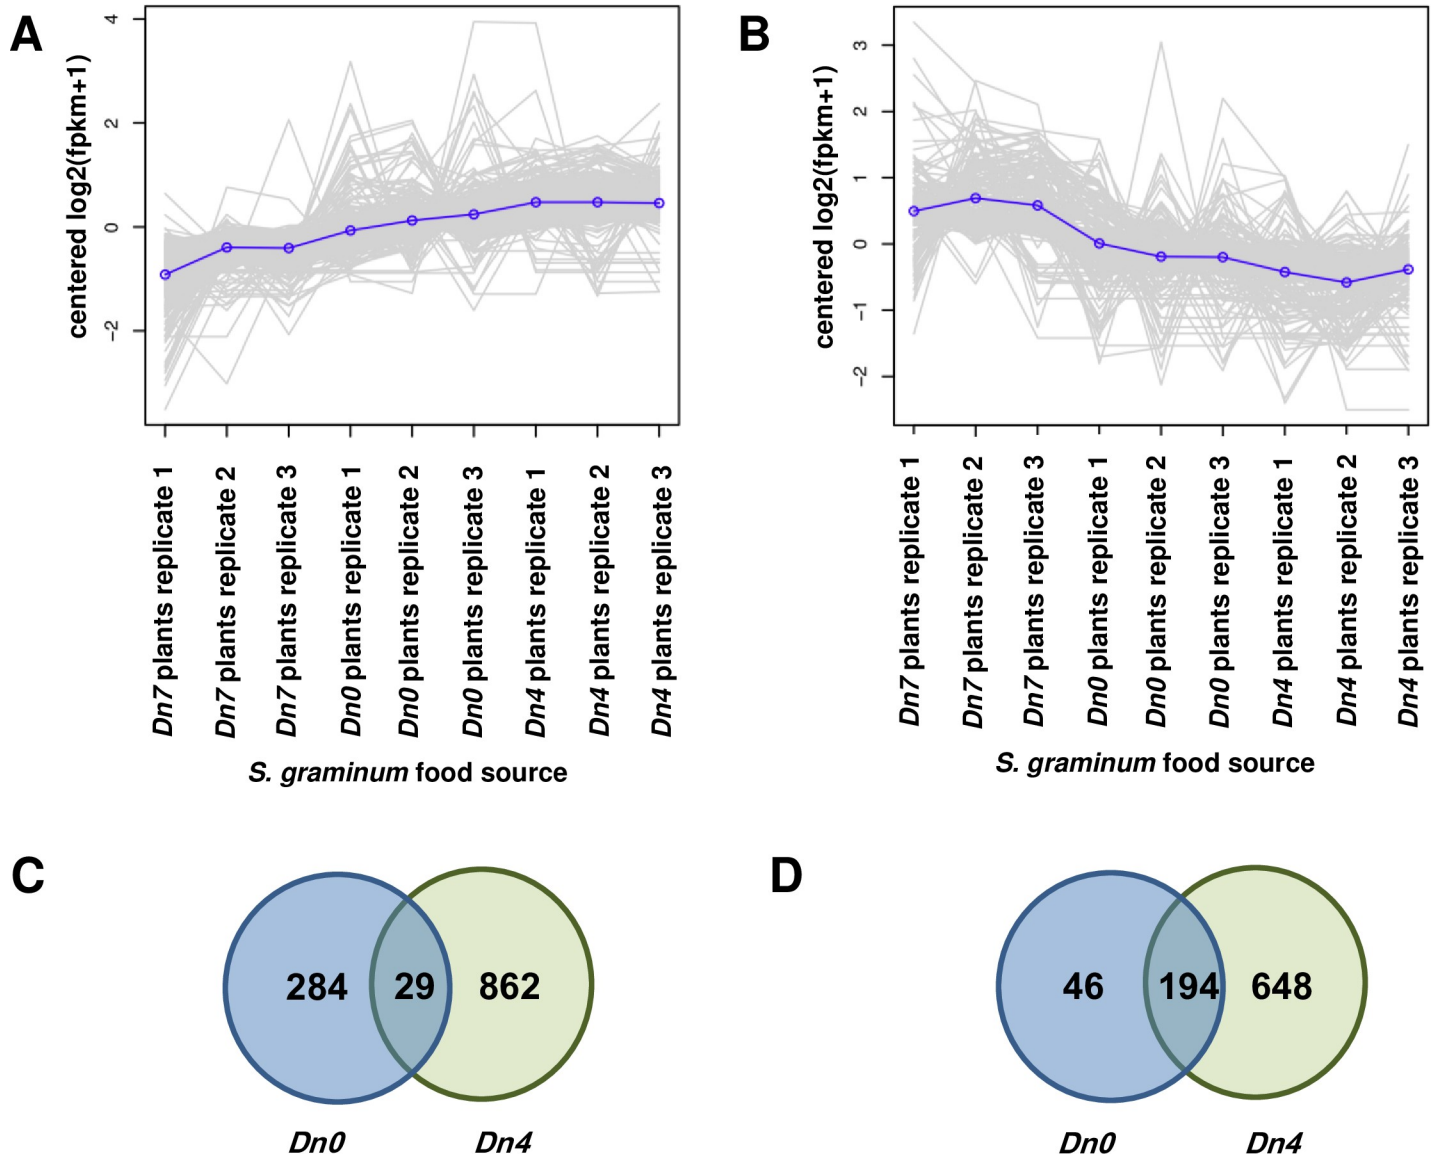 A
centered log2(fpkm+1)
4
2
0
−2
Dn7 plants replicate 1
Dn7 plants replicate 2
Dn7 plants replicate 3
Dn0 plants replicate 1
Dn0 plants replicate 2
Dn0 plants replicate 3
Dn4 plants replicate 1
Dn4 plants replicate 2
Dn4 plants replicate 3
S. graminum food source
B
centered log2(fpkm+1)
3
2
1
0
−1
−2
Dn7 plants replicate 1
Dn7 plants replicate 2
Dn7 plants replicate 3
Dn0 plants replicate 1
Dn0 plants replicate 2
Dn0 plants replicate 3
Dn4 plants replicate 1
Dn4 plants replicate 2
Dn4 plants replicate 3
S. graminum food source
C
284 29 862
Dn0 Dn4
D
46 194 648
Dn0 Dn4